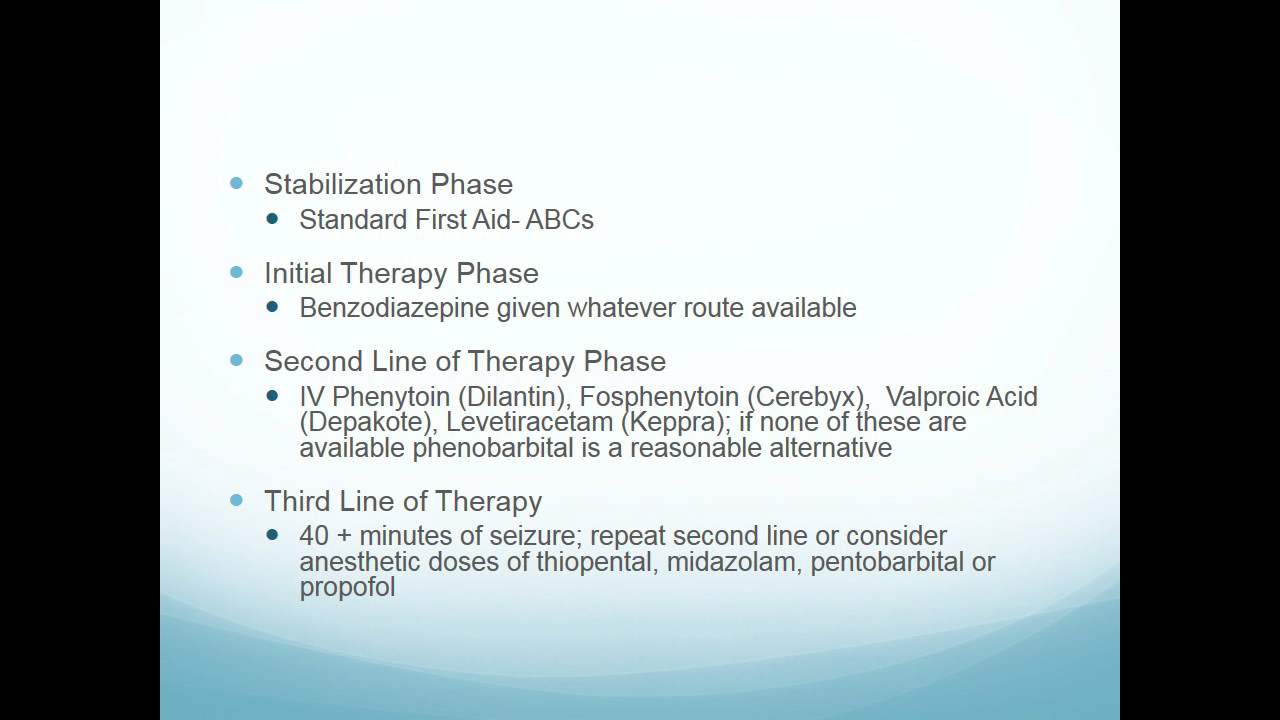 Stabilization Phase
Standard First Aid- ABCs
Initial Therapy Phase
Benzodiazepine given whatever route available
Second Line of Therapy Phase
IV Phenytoin (Dilantin), Fosphenytoin (Cerebyx),  Valproic Acid
(Depakote), Levetiracetam (Keppra); if none of these are
available phenobarbital is a reasonable alternative
Third Line of Therapy
40 + minutes of seizure; repeat second line or consider
anesthetic doses of thiopental, midazolam, pentobarbital or
propofol